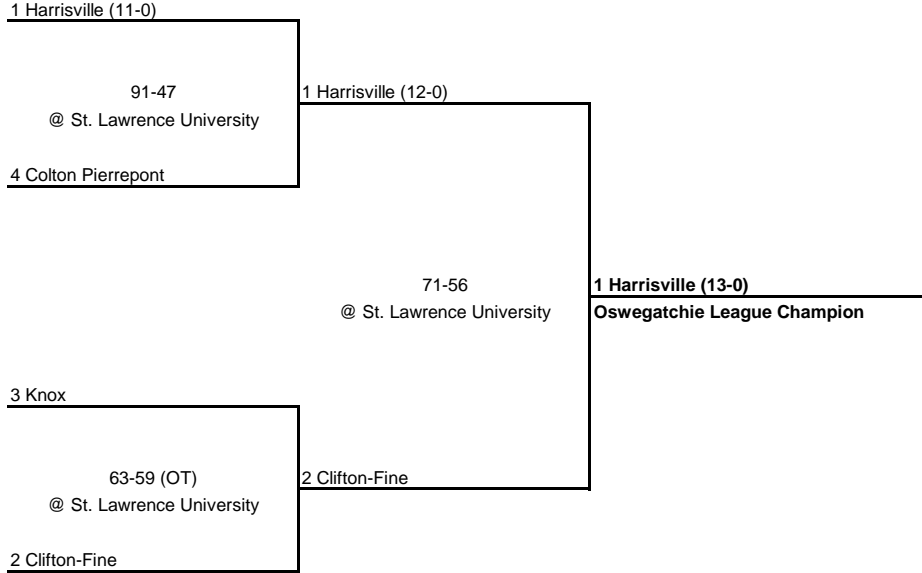 1 Harrisville (11-0)
91-47
@ St. Lawrence University
1 Harrisville (12-0)
4 Colton Pierrepont
71-56
@ St. Lawrence University
1 Harrisville (13-0)
Oswegatchie League Champion
3 Knox
63-59 (OT)
@ St. Lawrence University
2 Clifton-Fine
2 Clifton-Fine